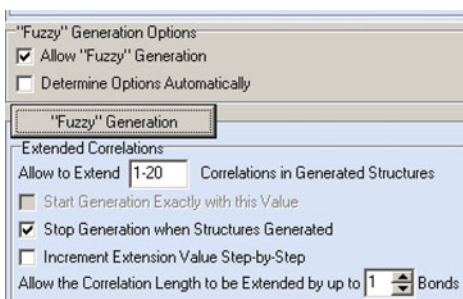 "Fuzzy" Generation Options
Allow "Fuzzy" Generation
Determine Options Automatically
"Fuzzy" Generation
Extended Correlations
Allow to Extend 1-20 Correlations in Generated Structures
Start Generation Exactly with this Value
Stop Generation when Structures Generated
Increment Extension Value Step-by-Step
Allow the Correlation Length to be Extended by up to 1 Bonds